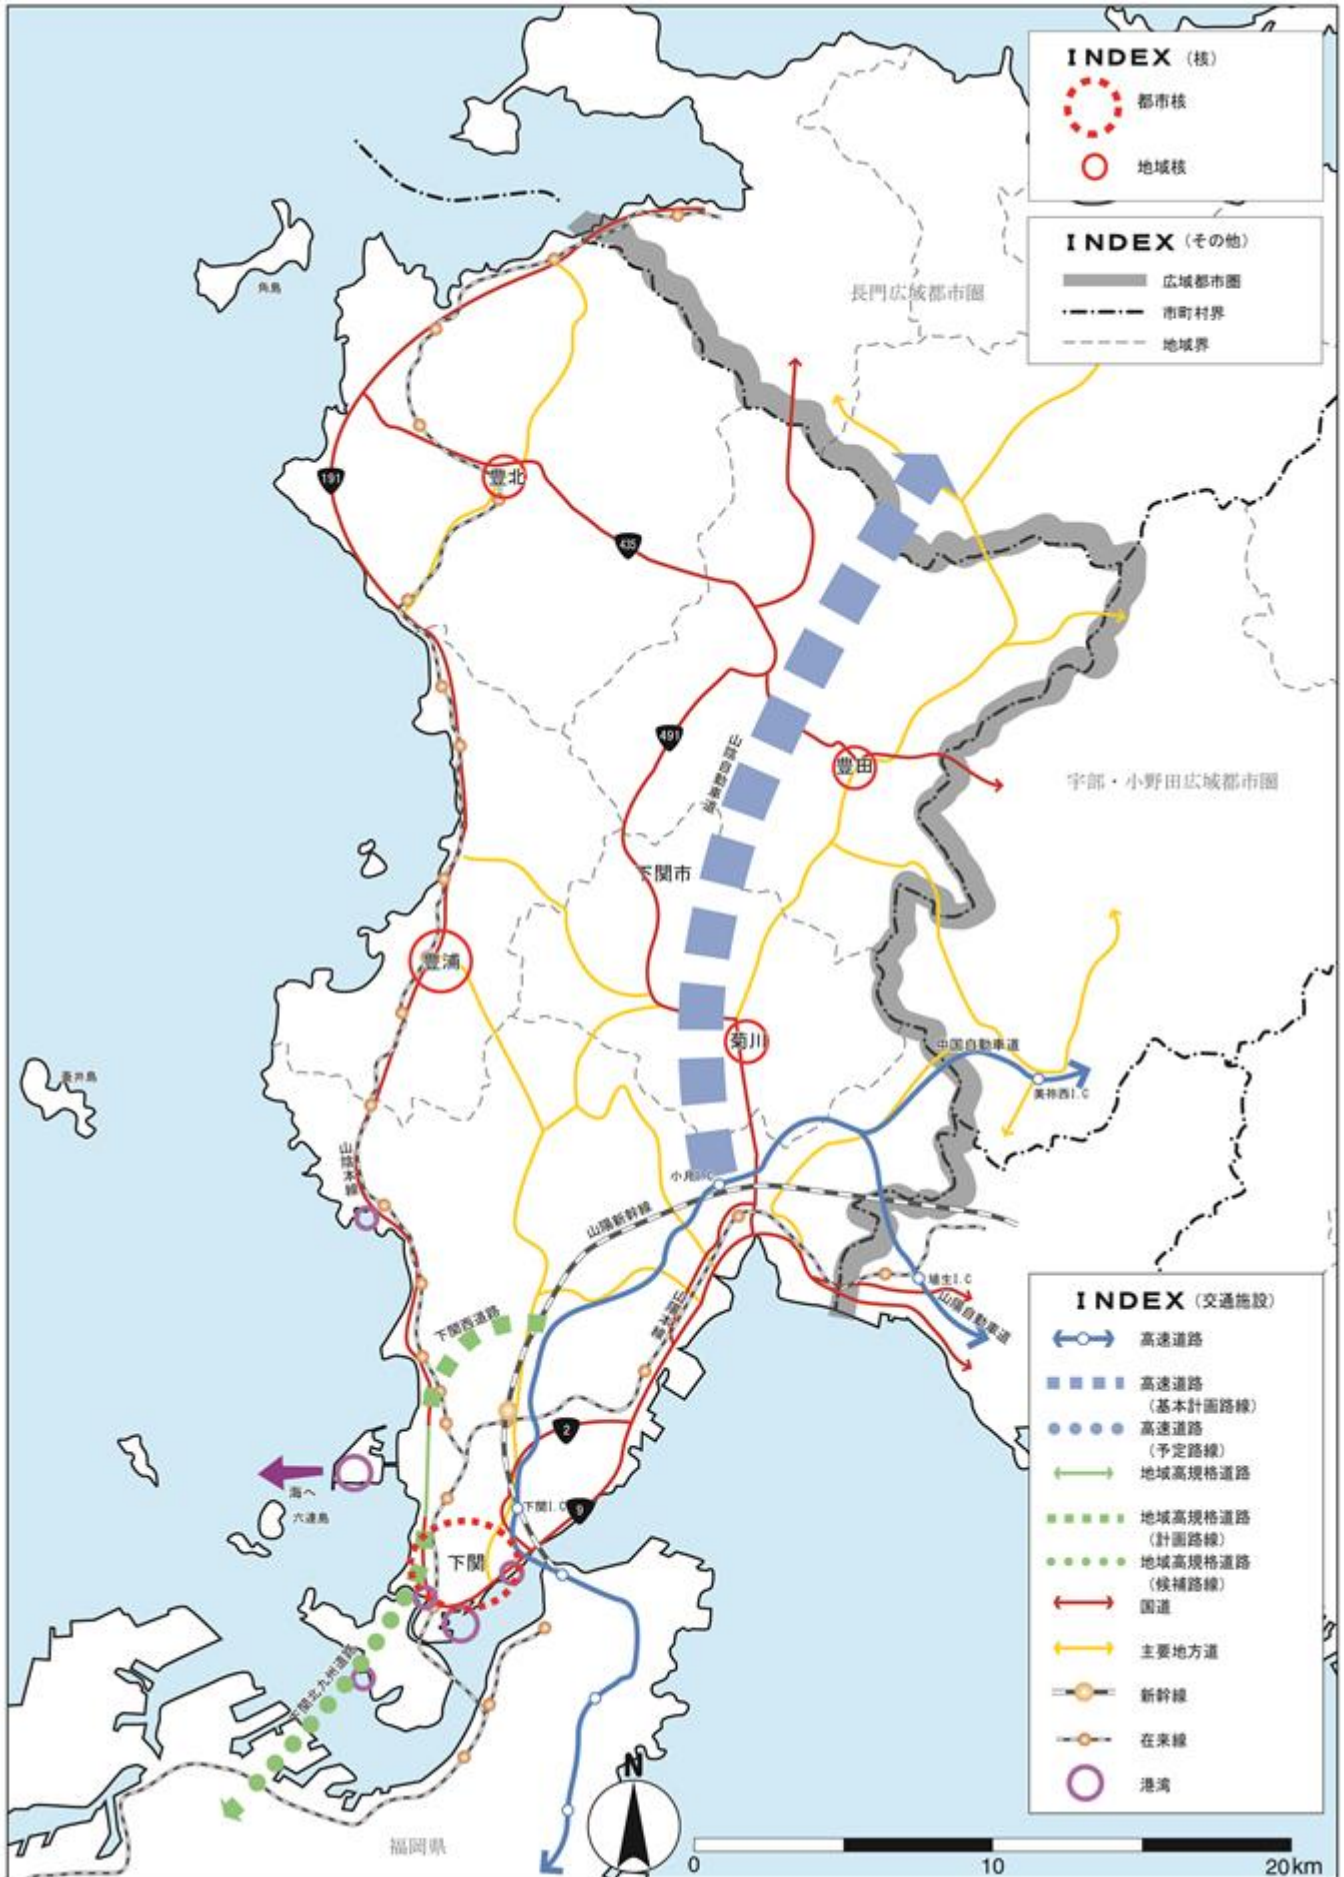 INDEX（核）
都市核
地域核
INDEX（その他）
広域都市圏
市町村界
地域界
角島
長門広域都市圏
191
豊北
435
491
山陰自動車道
豊田
宇部・小野田広域都市圏
下関市
豊浦
菊川
中国自動車道
美祢西I.C
蓋井島
山陰本線
小月I.C
山陽新幹線
埴生I.C
山陽自動車道
山陽本線
下関西道路
2
9
下関I.C
海へ
六連島
下関
下関北九州道路
福岡県
INDEX（交通施設）
高速道路
高速道路
（基本計画路線）
高速道路
（予定路線）
地域高規格道路
地域高規格道路
（計画路線）
地域高規格道路
（候補路線）
国道
主要地方道
新幹線
在来線
港湾
N
0
10
20km